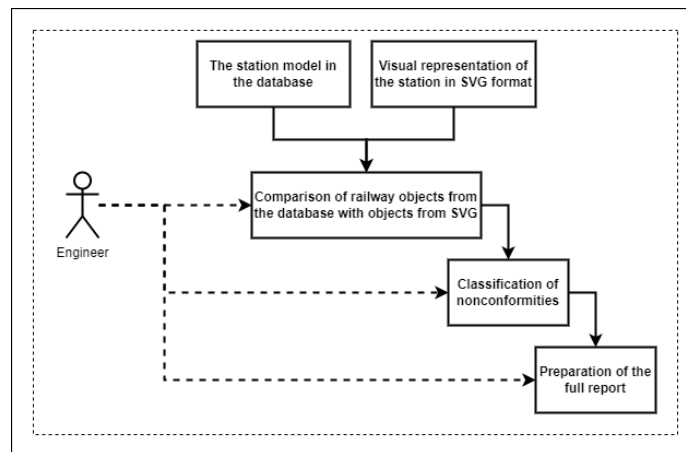 The station model in
the database
Visual representation of
the station in SVG format
Comparison of railway objects from
the database with objects from SVG
Engineer
Classification of
nonconformities
Preparation of the
full report